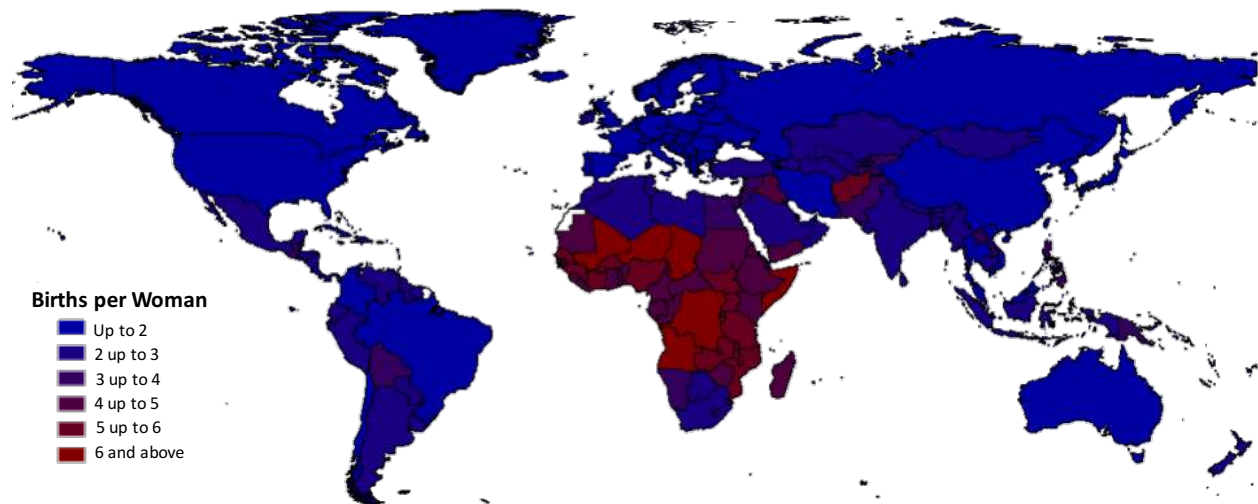 Births per Woman
Up to 2
2 up to 3
3 up to 4
4 up to 5
5 up to 6
6 and above